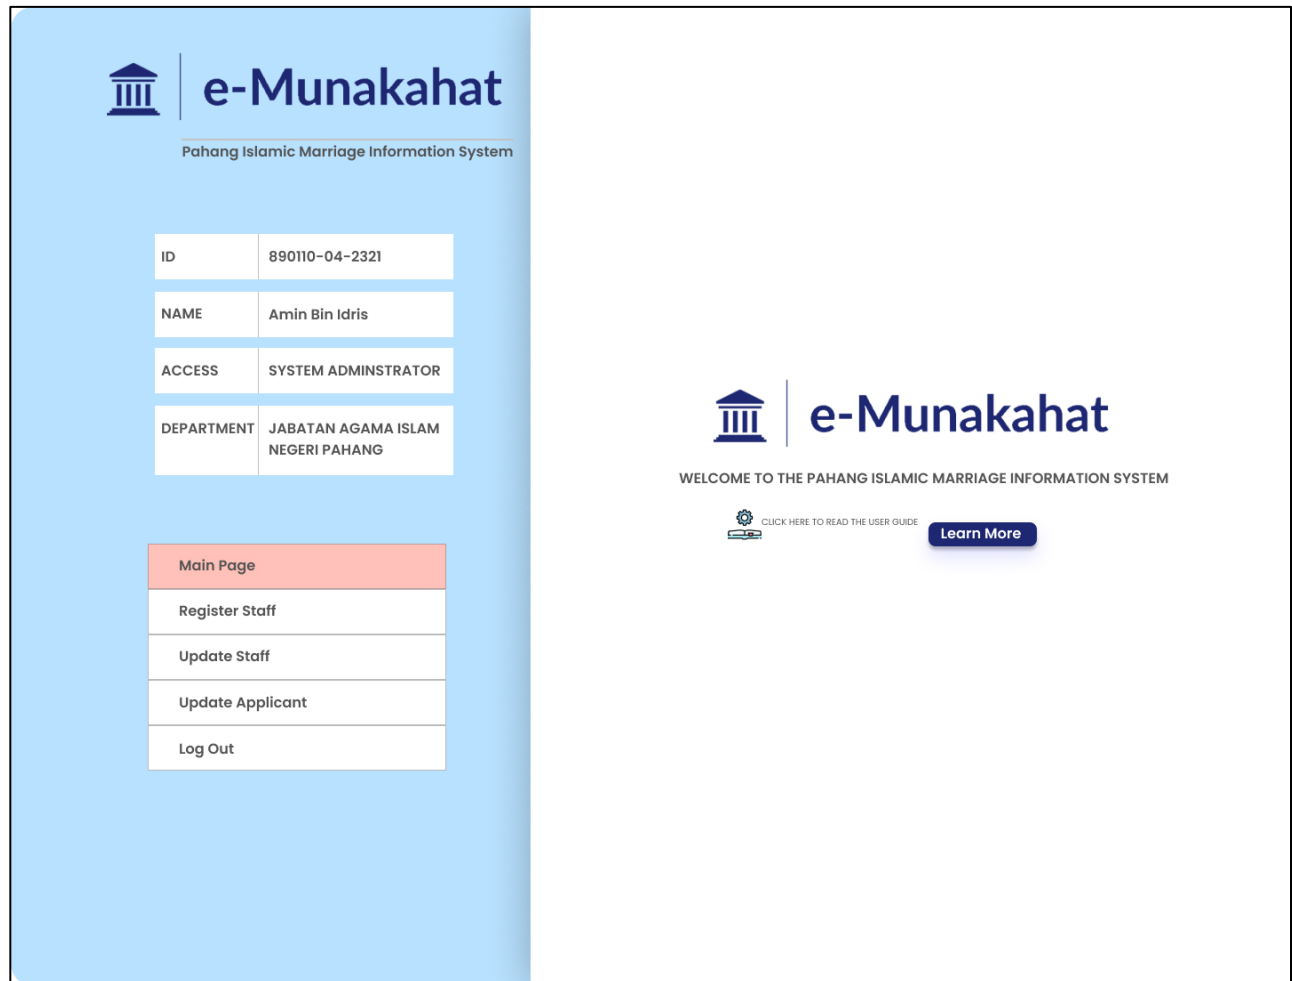 e-Munakahat
Pahang Islamic Marriage Information System
ID 890110-04-2321
NAME Amin Bin Idris
ACCESS SYSTEM ADMINSTRATOR
DEPARTMENT JABATAN AGAMA ISLAM
NEGERI PAHANG
Main Page
Register Staff
Update Staff
Update Applicant
Log Out
e-Munakahat
WELCOME TO THE PAHANG ISLAMIC MARRIAGE INFORMATION SYSTEM
CLICK HERE TO READ THE USER GUIDE
Learn More